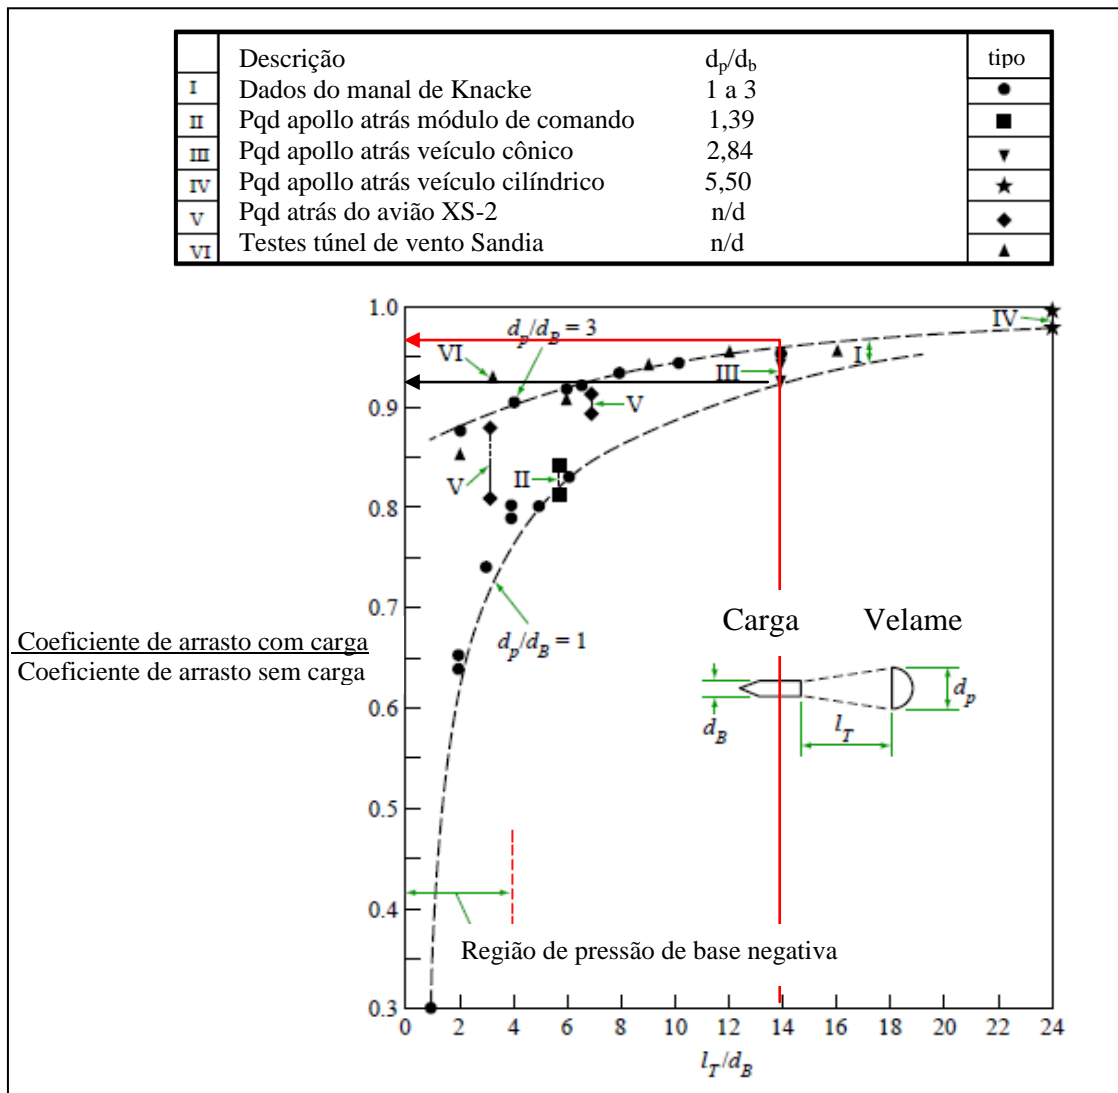 Descrição dp/db tipo
I Dados do manal de Knacke 1 a 3
II Pqd apollo atrás módulo de comando 1,39
III Pqd apollo atrás veículo cônico 2,84
IV Pqd apollo atrás veículo cilíndrico 5,50
V Pqd atrás do avião XS-2 n/d
VI Testes túnel de vento Sandia n/d
1.0
0.9
0.8
0.7
0.6
0.5
0.4
0.3
dp/dB = 3
IV
VI
I
III
V
V
II
dp/dB = 1
Coeficiente de arrasto com carga
Coeficiente de arrasto sem carga
Carga Velame
dB
lT
dp
Região de pressão de base negativa
0 2 4 6 8 10 12 14 16 18 20 22 24
lT/dB